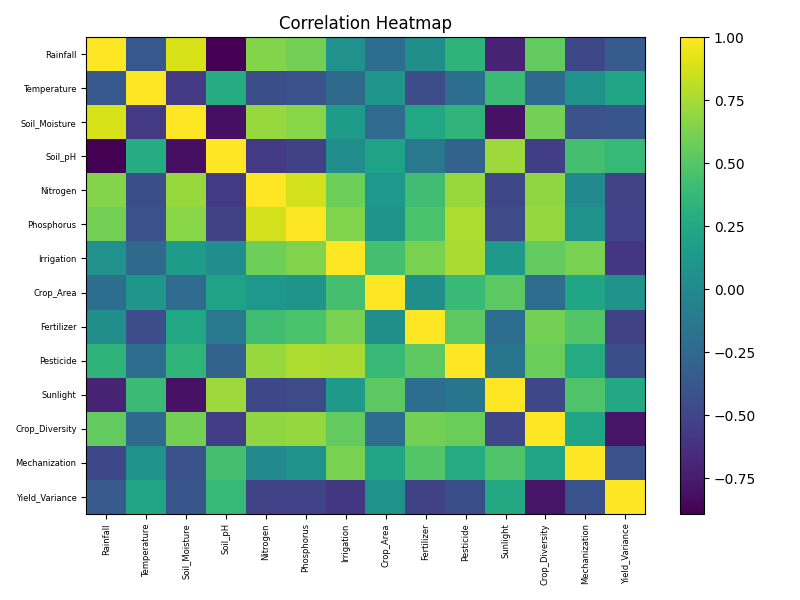 Correlation Heatmap
Rainfall
Temperature
Soil_Moisture
Soil_pH
Nitrogen
Phosphorus
Irrigation
Crop_Area
Fertilizer
Pesticide
Sunlight
Crop_Diversity
Mechanization
Yield_Variance
Rainfall
Temperature
Soil_Moisture
Soil_pH
Nitrogen
Phosphorus
Irrigation
Crop_Area
Fertilizer
Pesticide
Sunlight
Crop_Diversity
Mechanization
Yield_Variance
1.00
0.75
0.50
0.25
0.00
−0.25
−0.50
−0.75